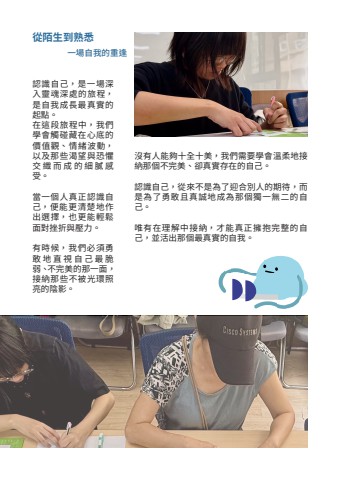 從陌生到熟悉
一場自我的重逢
認識自己，是一場深
入靈魂深處的旅程，
是自我成長最真實的
起點。
在這段旅程中，我們
學會觸碰藏在心底的
價值觀、情緒波動，
以及那些渴望與恐懼
交織而成的細膩感
受。
當一個人真正認識自
己，便能更清楚地作
出選擇，也更能輕鬆
面對挫折與壓力。
有時候，我們必須勇
敢地直視自己最脆
弱、不完美的那一面，
接納那些不被光環照
亮的陰影。
沒有人能夠十全十美，我們需要學會溫柔地接
納那個不完美、卻真實存在的自己。
認識自己，從來不是為了迎合別人的期待，而
是為了勇敢且真誠地成為那個獨一無二的自
己。
唯有在理解中接納，才能真正擁抱完整的自
己，並活出那個最真實的自我。
CISCO SYSTEMS